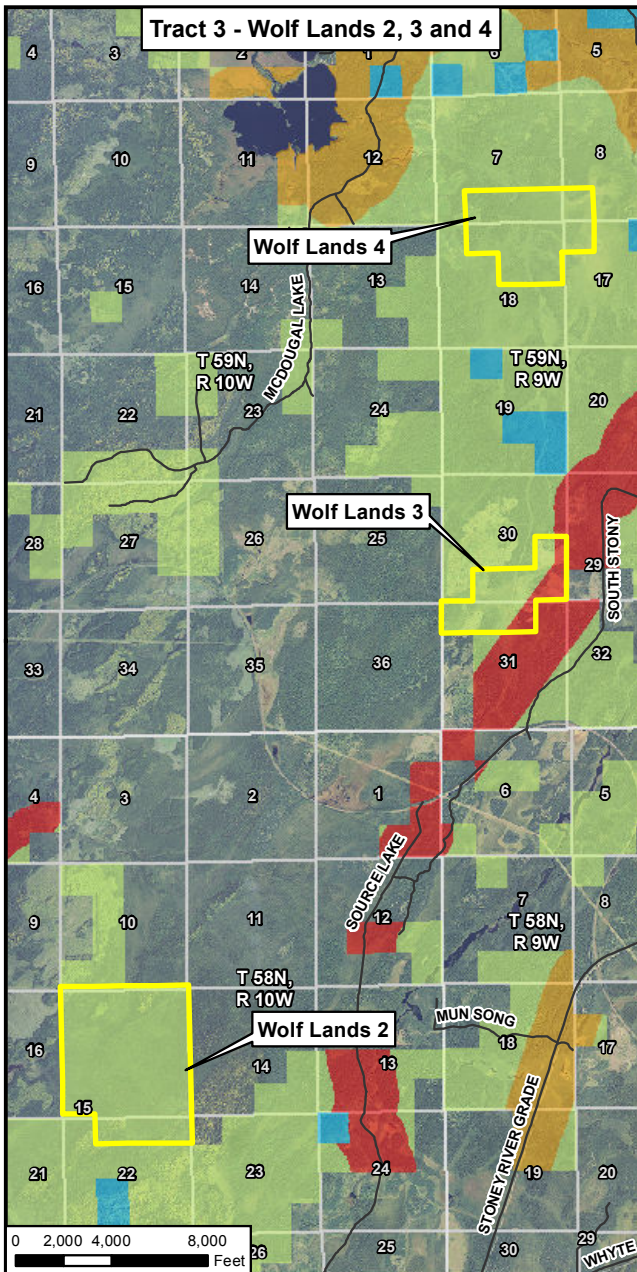 Tract 3 - Wolf Lands 2, 3 and 4
4 3 2 1 6 5
9 10 11 12 7 8
Wolf Lands 4
16 15 14 13 18 17
MCDOUGAL LAKE
T 59N,
R 10W
T 59N,
R 9W
21 22 23 24 19 20
Wolf Lands 3
28 27 26 25 30 29
SOUTH STONY
33 34 35 36 31 32
4 3 2 1 6 5
SOURCE LAKE
9 10 11 12 7 8
T 58N,
R 9W
T 58N,
R 10W
MUN SONG
Wolf Lands 2
16 15 14 13 18 17
STONEY RIVER GRADE
21 22 23 24 19 20
26 25 30 29
WHYTE
0 2,000 4,000 8,000
Feet